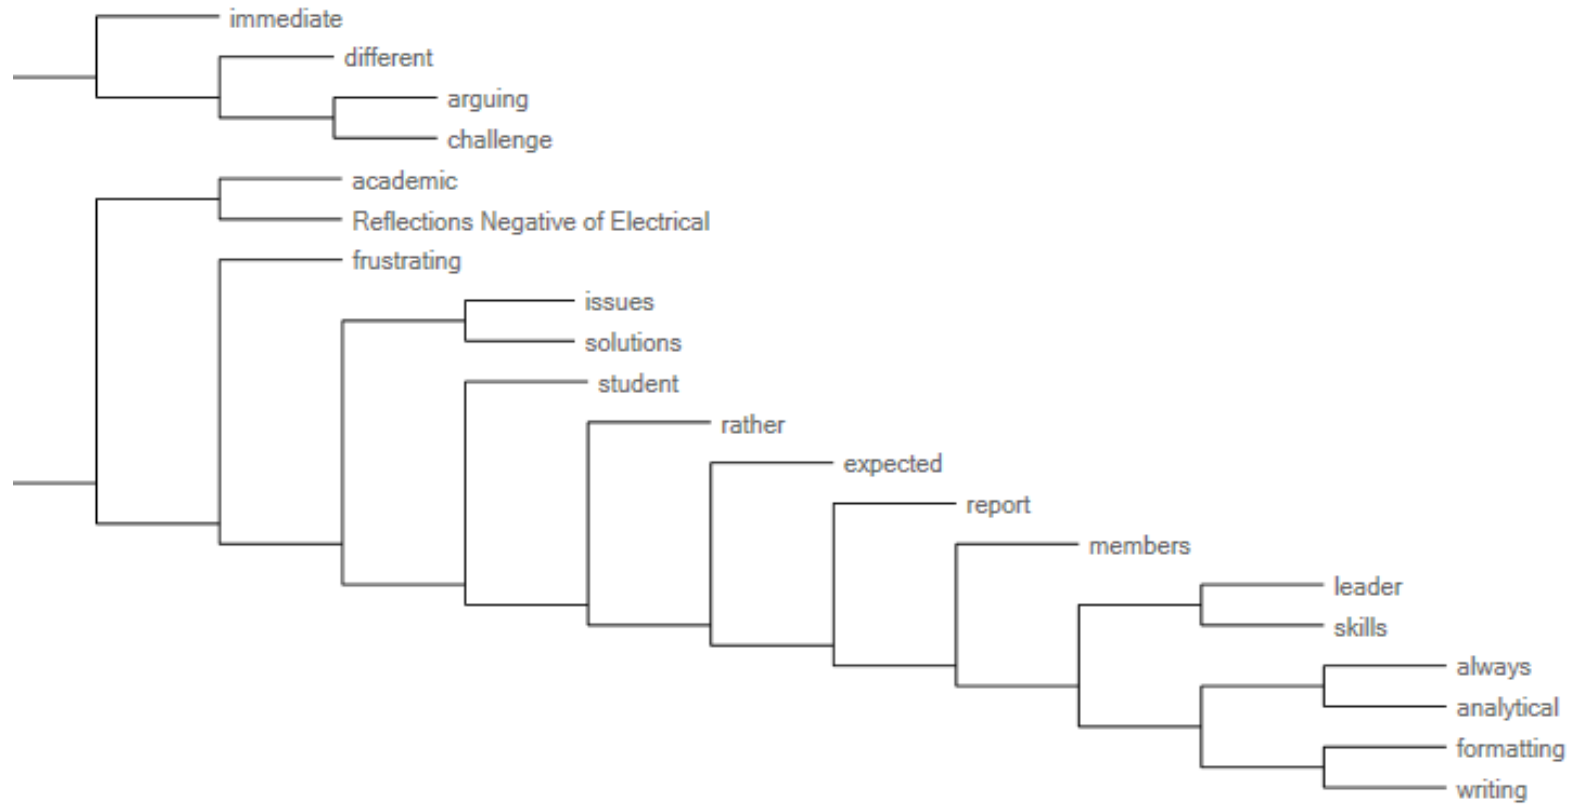 immediate
different
arguing
challenge
academic
Reflections Negative of Electrical
frustrating
issues
solutions
student
rather
expected
report
members
leader
skills
always
analytical
formatting
writing